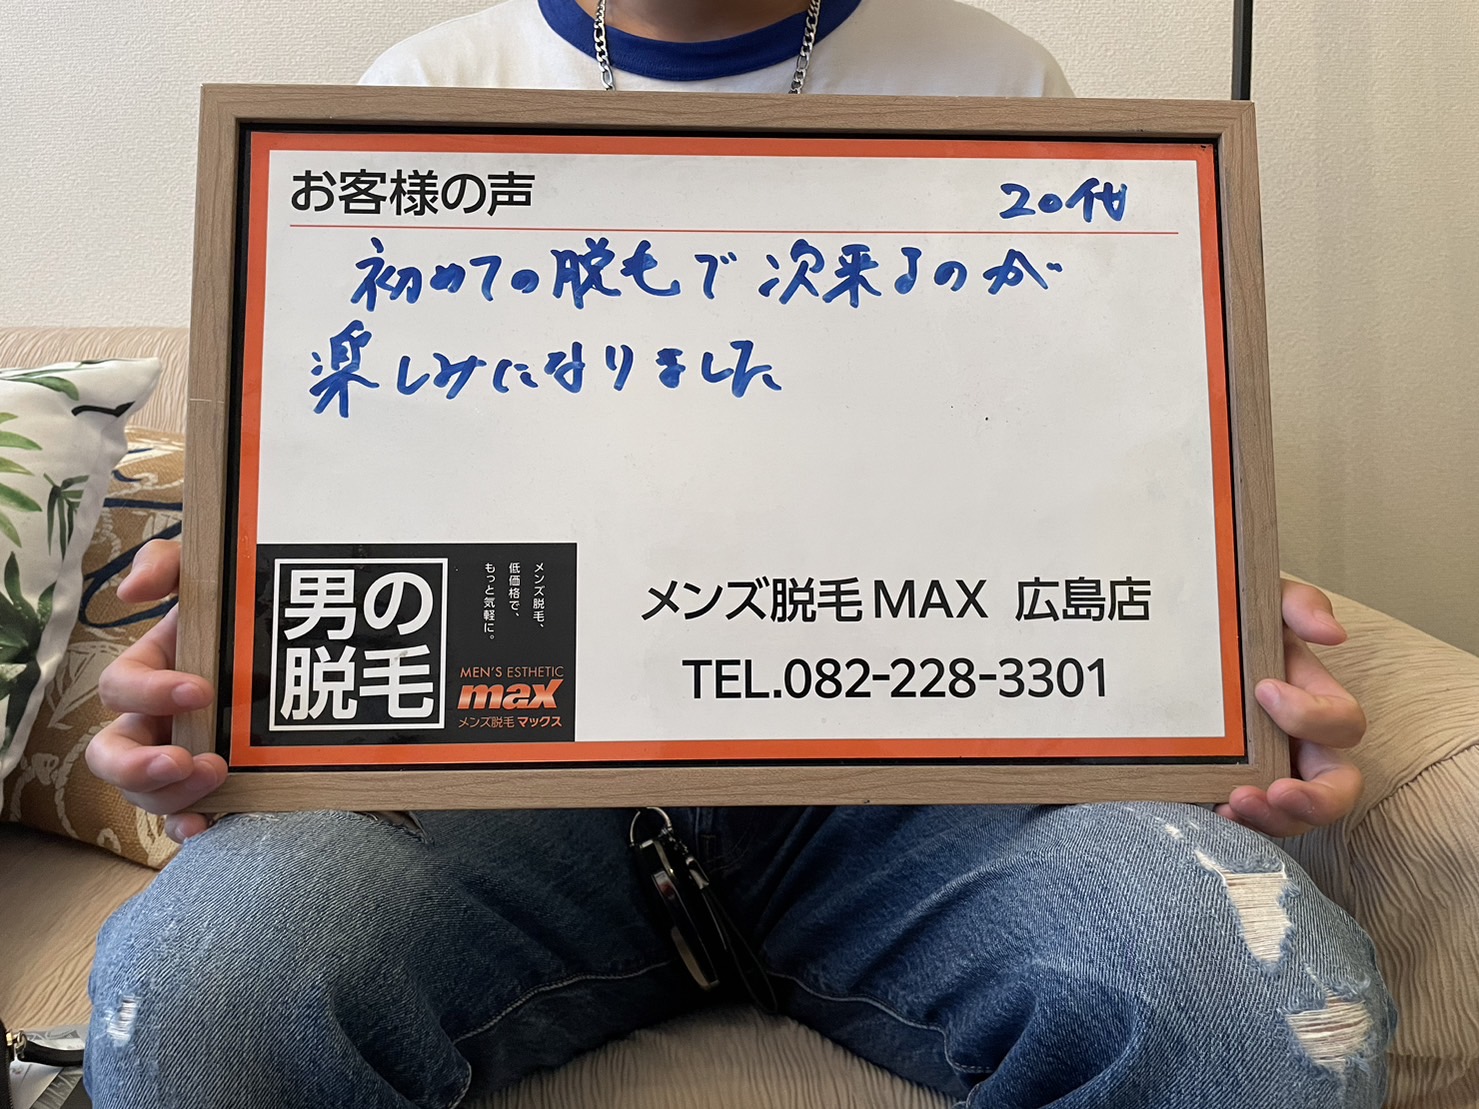 お客様の声
20代
初めての脱毛で次来るのが
楽しみになりました
男の
脱毛
メンズ脱毛、
低価格で、
もっと気軽に。
MEN'S ESTHETIC
max
メンズ脱毛マックス
メンズ脱毛MAX 広島店
TEL.082-228-3301